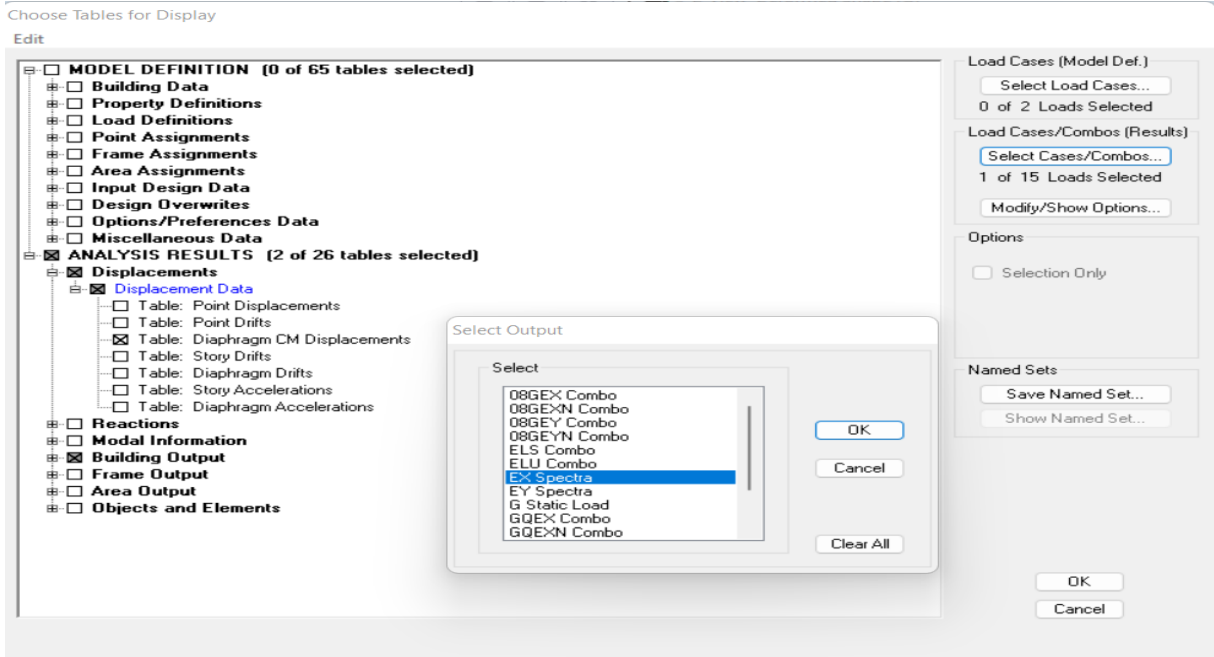 Choose Tables for Display
Edit
MODEL DEFINITION (0 of 65 tables selected)
Building Data
Property Definitions
Load Definitions
Point Assignments
Frame Assignments
Area Assignments
Input Design Data
Design Overwrites
Options/Preferences Data
Miscellaneous Data
ANALYSIS RESULTS (2 of 26 tables selected)
Displacements
Displacement Data
Table: Point Displacements
Table: Point Drifts
Table: Diaphragm CM Displacements
Table: Story Drifts
Table: Diaphragm Drifts
Table: Story Accelerations
Table: Diaphragm Accelerations
Reactions
Modal Information
Building Output
Frame Output
Area Output
Objects and Elements
Load Cases (Model Def.)
Select Load Cases...
0 of 2 Loads Selected
Load Cases/Combos (Results)
Select Cases/Combos...
1 of 15 Loads Selected
Modify/Show Options...
Options
Selection Only
Named Sets
Save Named Set...
Show Named Set...
OK
Cancel
Select Output
Select
08GEX Combo
08GEXN Combo
08GEY Combo
08GEYN Combo
ELS Combo
ELU Combo
EX Spectra
EY Spectra
G Static Load
GQEX Combo
GQEXN Combo
OK
Cancel
Clear All